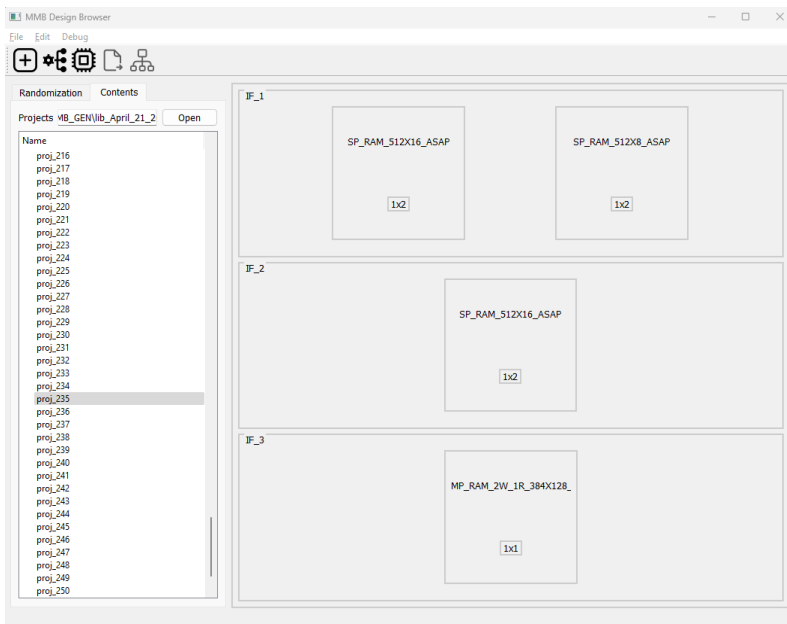 MMB Design Browser
File Edit Debug
Randomization Contents
Projects MB_GEN\lib_April_21_2 Open
Name
proj_216
proj_217
proj_218
proj_219
proj_220
proj_221
proj_222
proj_223
proj_224
proj_225
proj_226
proj_227
proj_228
proj_229
proj_230
proj_231
proj_232
proj_233
proj_234
proj_235
proj_236
proj_237
proj_238
proj_239
proj_240
proj_241
proj_242
proj_243
proj_244
proj_245
proj_246
proj_247
proj_248
proj_249
proj_250
IF_1
SP_RAM_512X16_ASAP SP_RAM_512X8_ASAP
1x2 1x2
IF_2
SP_RAM_512X16_ASAP
1x2
IF_3
MP_RAM_2W_1R_384X128_
1x1